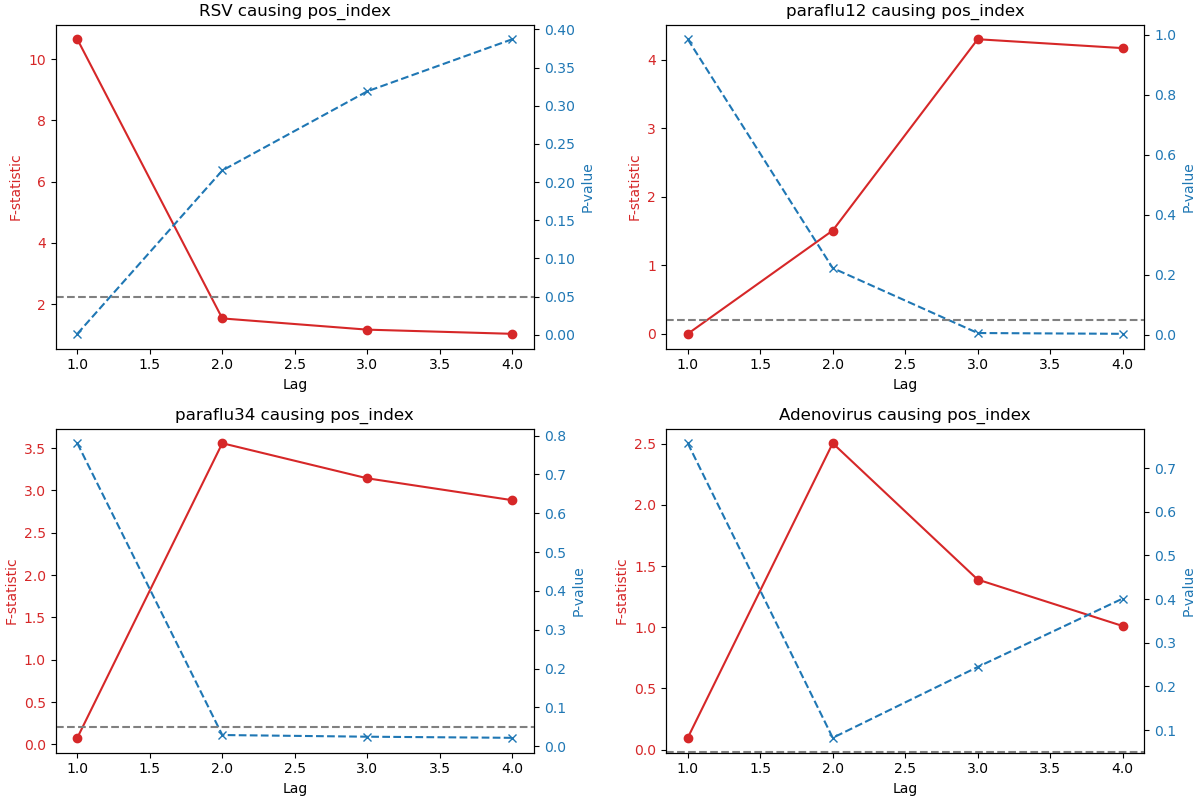 RSV causing pos_index
F-statistic
10
8
6
4
2
0.40
0.35
0.30
0.25
0.20
0.15
0.10
0.05
0.00
P-value
1.0 1.5 2.0 2.5 3.0 3.5 4.0
Lag
paraflu12 causing pos_index
F-statistic
4
3
2
1
0
1.0
0.8
0.6
0.4
0.2
0.0
P-value
1.0 1.5 2.0 2.5 3.0 3.5 4.0
Lag
paraflu34 causing pos_index
F-statistic
3.5
3.0
2.5
2.0
1.5
1.0
0.5
0.0
0.8
0.7
0.6
0.5
0.4
0.3
0.2
0.1
0.0
P-value
1.0 1.5 2.0 2.5 3.0 3.5 4.0
Lag
Adenovirus causing pos_index
F-statistic
2.5
2.0
1.5
1.0
0.5
0.0
0.7
0.6
0.5
0.4
0.3
0.2
0.1
P-value
1.0 1.5 2.0 2.5 3.0 3.5 4.0
Lag